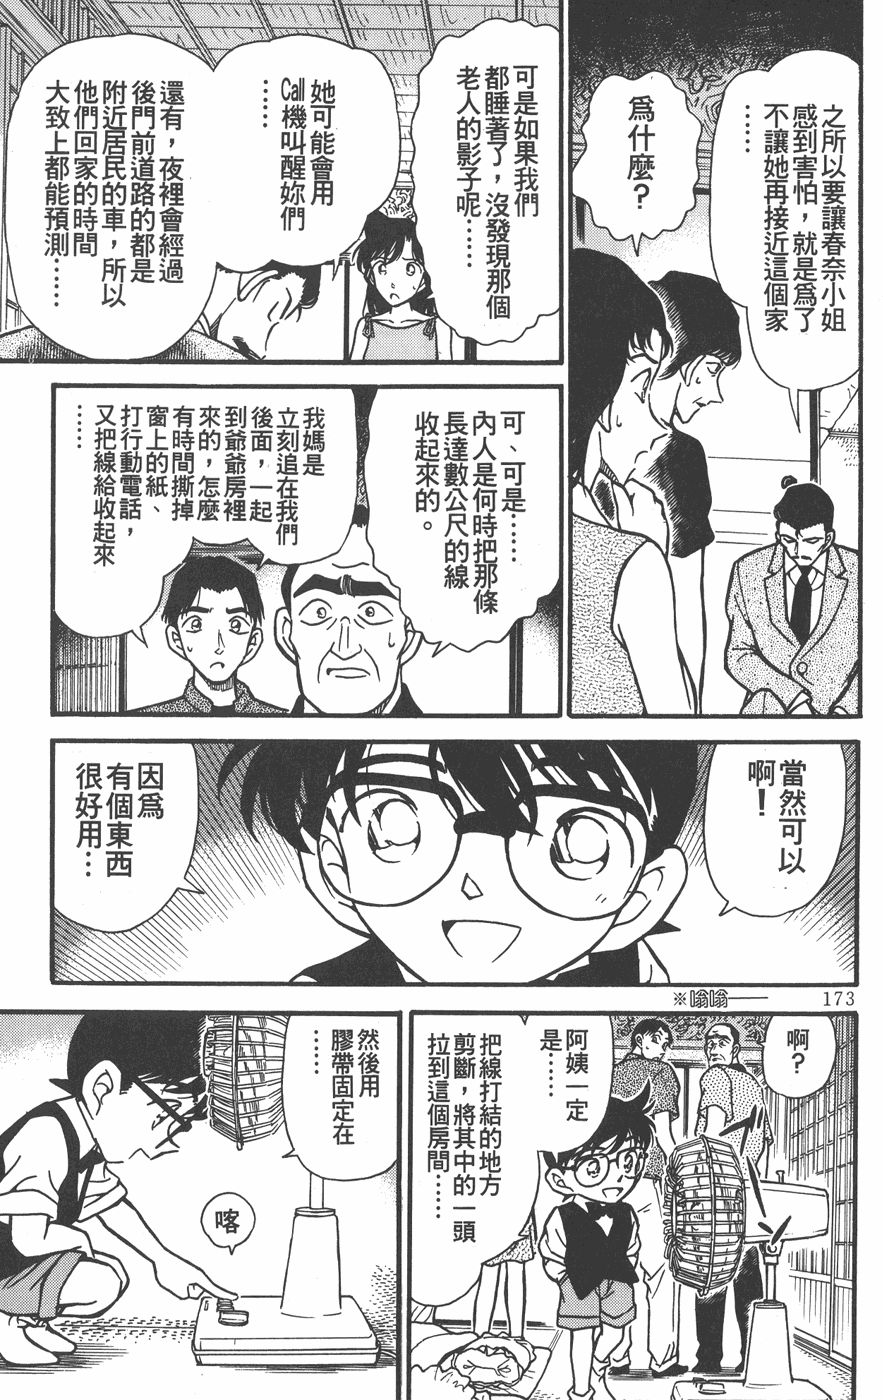 之所以要讓春奈小姐
感到害怕，就是爲了
不讓她再接近這個家
……
爲什麼？
可是如果我們
都睡著了，沒發現那個
老人的影子呢……
她可能會用
Call機叫醒妳們
……
還有，夜裡會經過
後門前道路的都是
附近居民的車，所以
他們回家的時間
大致上都能預測……
可、可是……
內人是何時把那條
長達數公尺的線
收起來的。
我媽是
立刻追在我們
後面，一起
到爺爺房裡
來的，怎麼
有時間撕掉
窗上的紙、
打行動電話，
又把線給收起來
……
當然可以
啊！
因爲
有個東西
很好用…
※嗡嗡——
173
啊？
阿姨一定
是……
把線打結的地方
剪斷，將其中的一頭
拉到這個房間……
然後用
膠帶固定在
……
喀